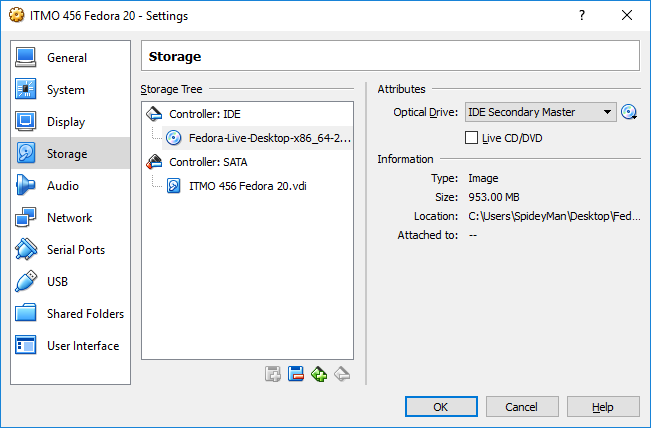 ITMO 456 Fedora 20 - Settings
?
General
System
Display
Storage
Audio
Network
Serial Ports
USB
Shared Folders
User Interface
Storage
Storage Tree
Controller: IDE
Fedora-Live-Desktop-x86_64-2...
Controller: SATA
ITMO 456 Fedora 20.vdi
Attributes
Optical Drive: IDE Secondary Master
Live CD/DVD
Information
Type: Image
Size: 953.00 MB
Location: C:\Users\SpideyMan\Desktop\Fed...
Attached to: --
OK Cancel Help